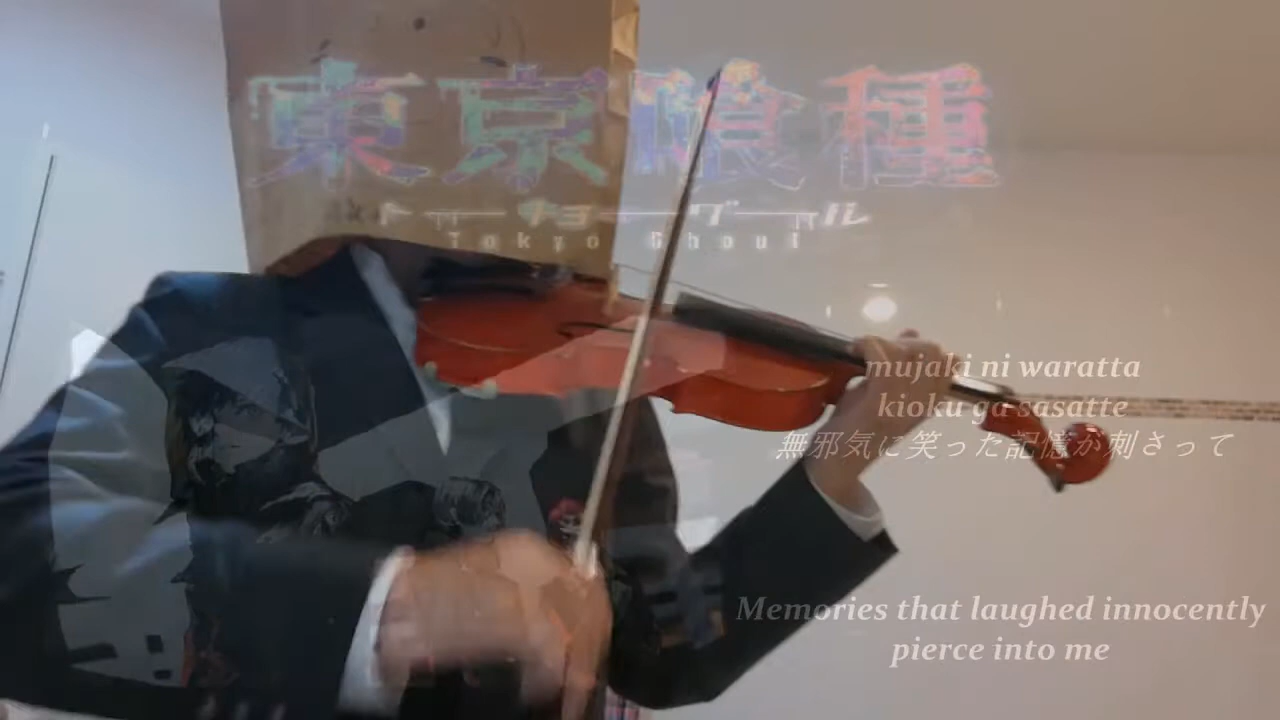 東京喰種
トーキョーグール
Tokyo Ghoul
mujaki ni waratta
kioku ga sasatte
無邪気に笑った記憶が刺さって
Memories that laughed innocently
pierce into me